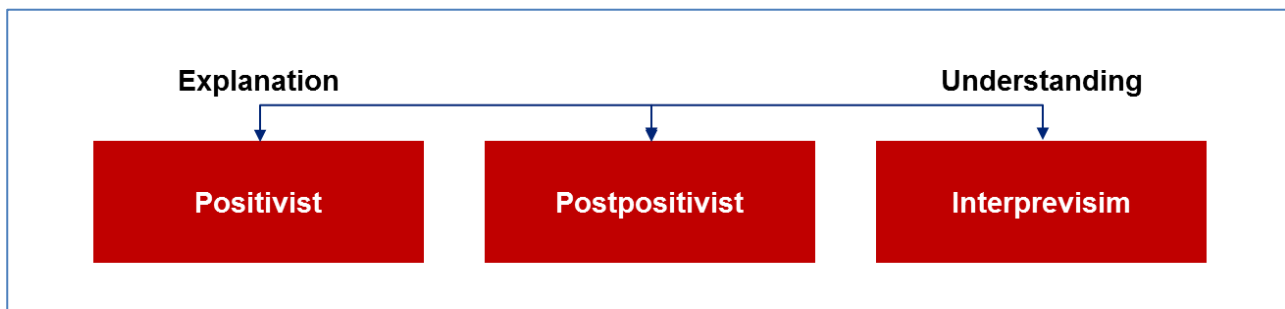 Explanation
Understanding
Positivist
Postpositivist
Interprevisim